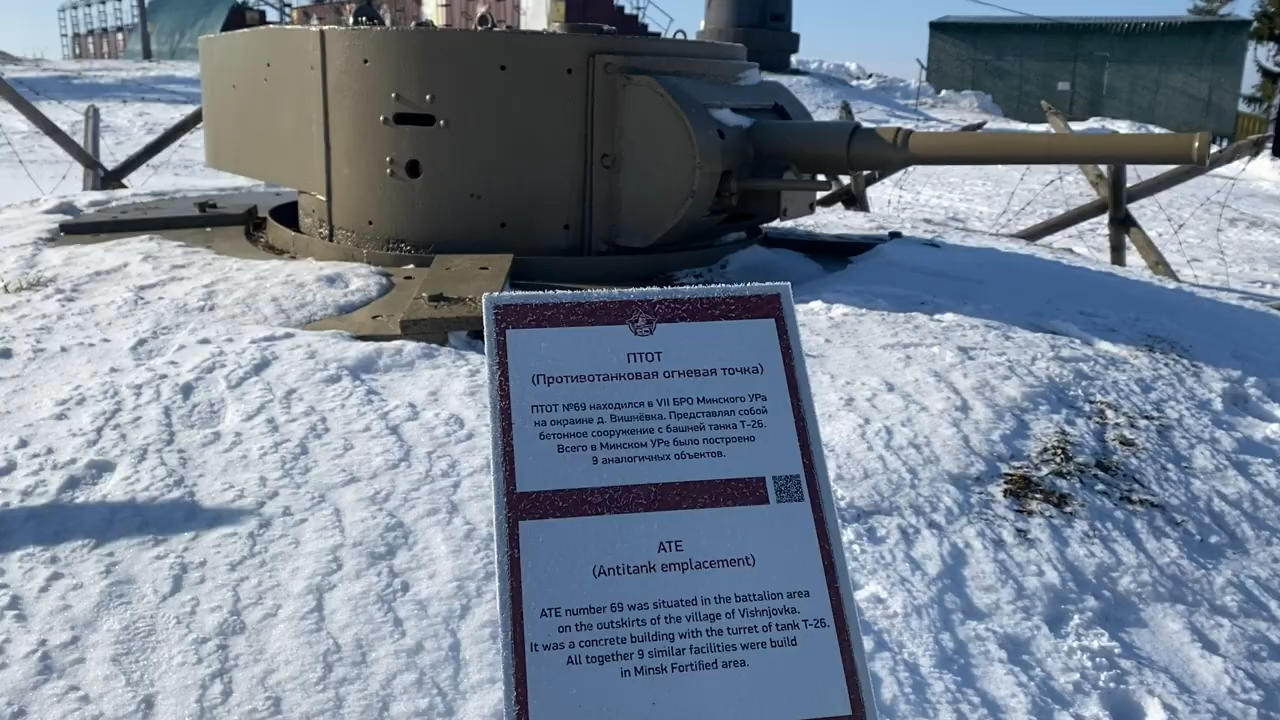 ПТОТ
(Противотанковая огневая точка)
ПТОТ №69 находился в VII БРО Минского УРа
на окраине д. Вишнёвка. Представлял собой
бетонное сооружение с башней танка Т-26.
Всего в Минском УРе было построено
9 аналогичных объектов.
ATE
(Antitank emplacement)
ATE number 69 was situated in the battalion area
on the outskirts of the village of Vishnjovka.
It was a concrete building with the turret of tank T-26.
All together 9 similar facilities were build
in Minsk Fortified area.